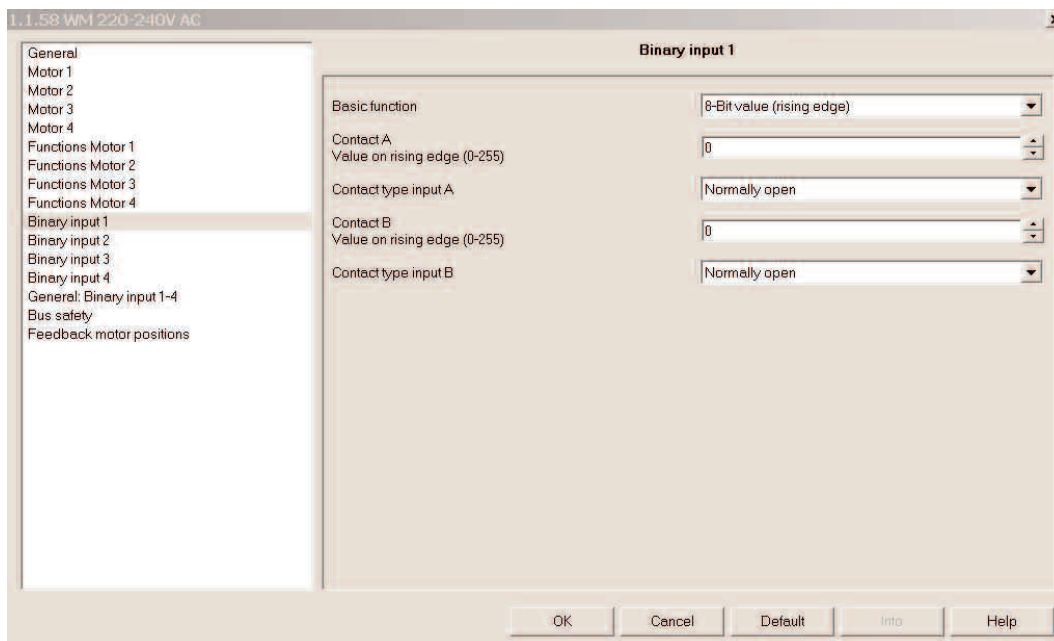 1.1.58 WM 220-240V AC
General
Motor 1
Motor 2
Motor 3
Motor 4
Functions Motor 1
Functions Motor 2
Functions Motor 3
Functions Motor 4
Binary input 1
Binary input 2
Binary input 3
Binary input 4
General: Binary input 1-4
Bus safety
Feedback motor positions
Binary input 1
Basic function
8-Bit value (rising edge)
Contact A
Value on rising edge (0-255)
0
Contact type input A
Normally open
Contact B
Value on rising edge (0-255)
0
Contact type input B
Normally open
OK
Cancel
Default
Info
Help